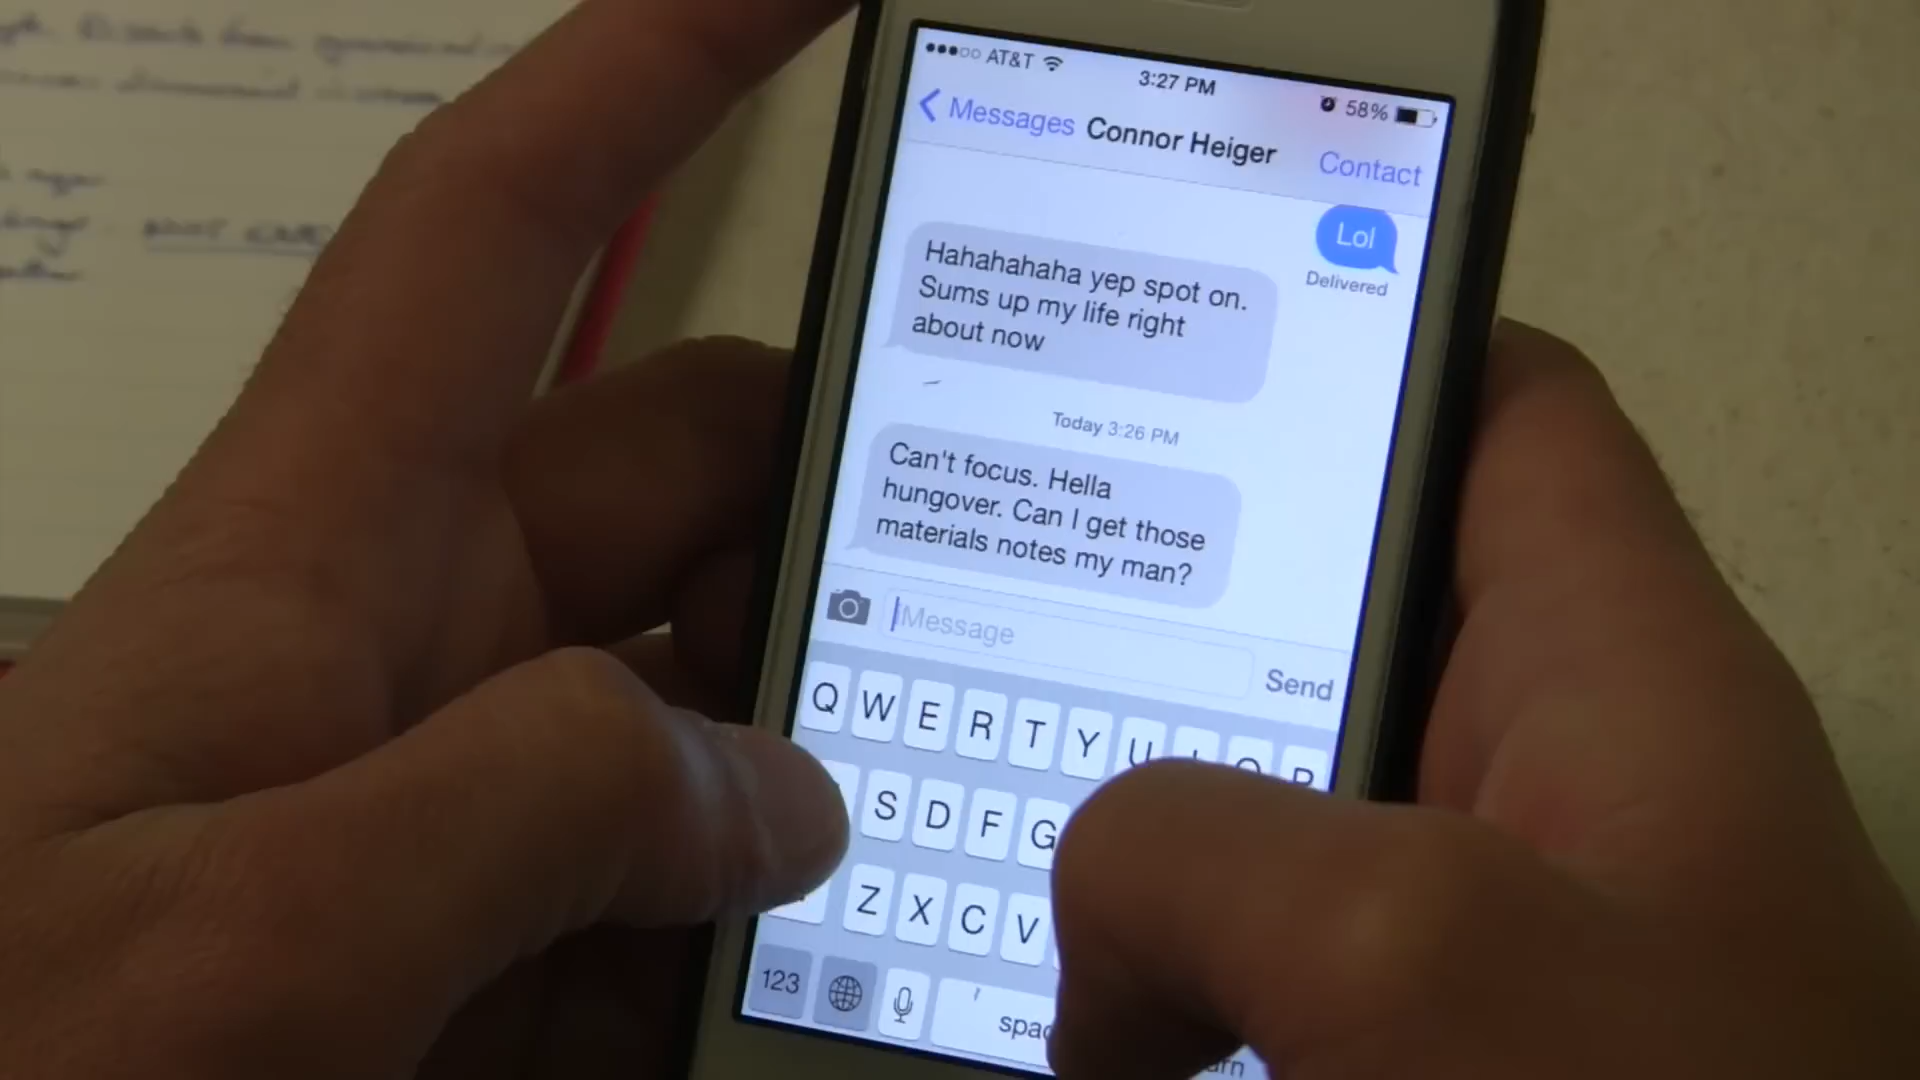 AT&T
3:27 PM
58%
Messages
Connor Heiger
Contact
Lol
Delivered
Hahahahaha yep spot on.
Sums up my life right
about now
Today 3:26 PM
Can't focus. Hella
hungover. Can I get those
materials notes my man?
iMessage
Send
Q W E R T Y U I O P
S D F G
Z X C V
123